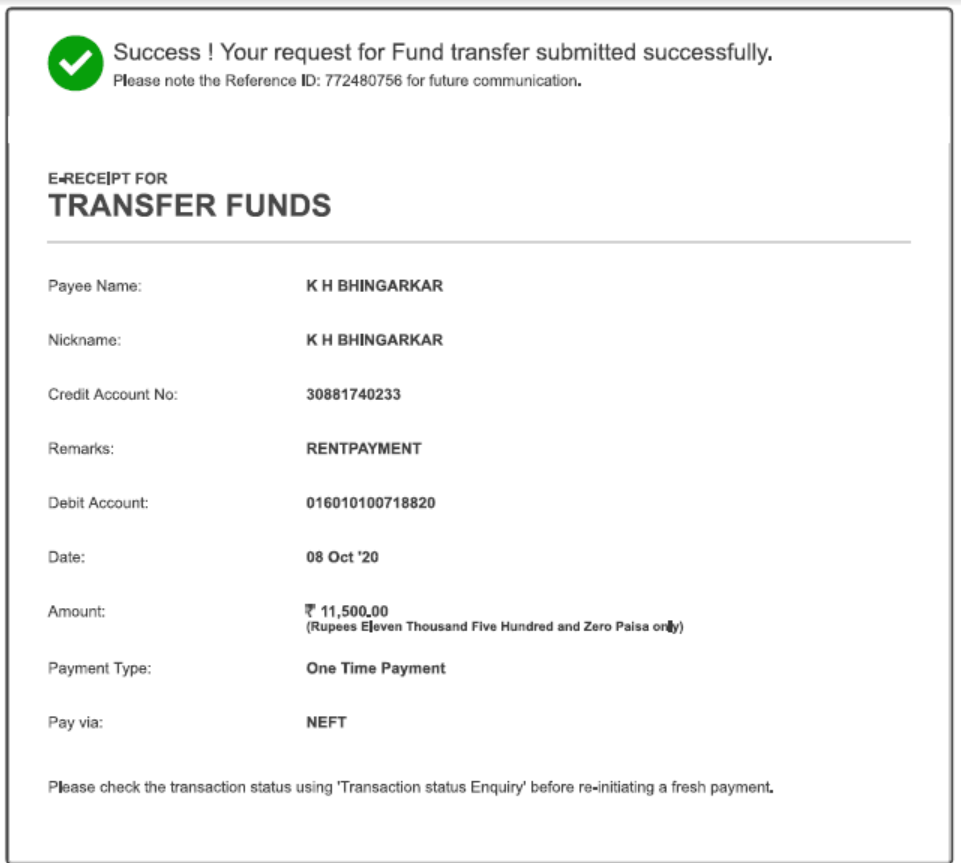 Success ! Your request for Fund transfer submitted successfully.
Please note the Reference ID: 772480756 for future communication.
E-RECEIPT FOR
TRANSFER FUNDS
Payee Name: K H BHINGARKAR
Nickname: K H BHINGARKAR
Credit Account No: 30881740233
Remarks: RENTPAYMENT
Debit Account: 016010100718820
Date: 08 Oct '20
Amount: ₹ 11,500.00
(Rupees Eleven Thousand Five Hundred and Zero Paisa only)
Payment Type: One Time Payment
Pay via: NEFT
Please check the transaction status using 'Transaction status Enquiry' before re-initiating a fresh payment.